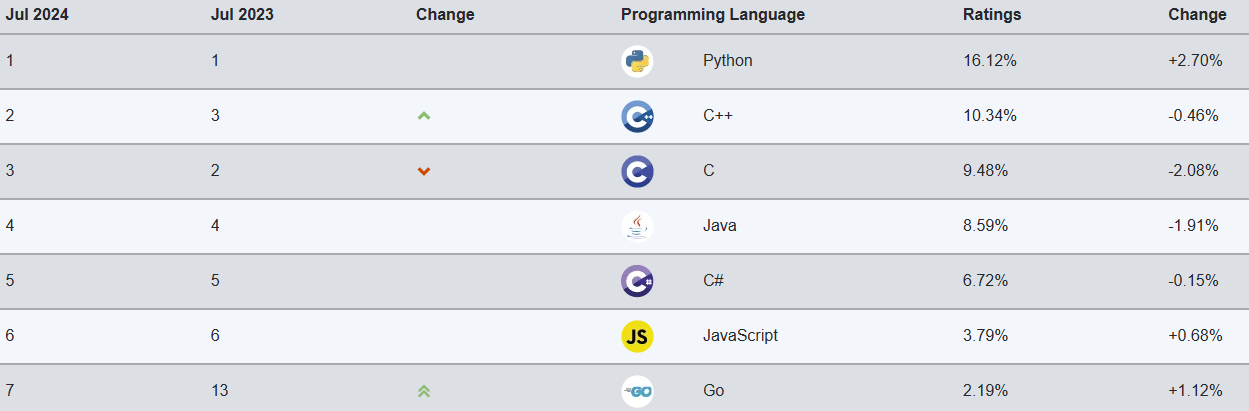 Jul 2024 Jul 2023 Change Programming Language Ratings Change
1 1 Python 16.12% +2.70%
2 3 C++ 10.34% -0.46%
3 2 C 9.48% -2.08%
4 4 Java 8.59% -1.91%
5 5 C# 6.72% -0.15%
6 6 JS JavaScript 3.79% +0.68%
7 13 GO Go 2.19% +1.12%